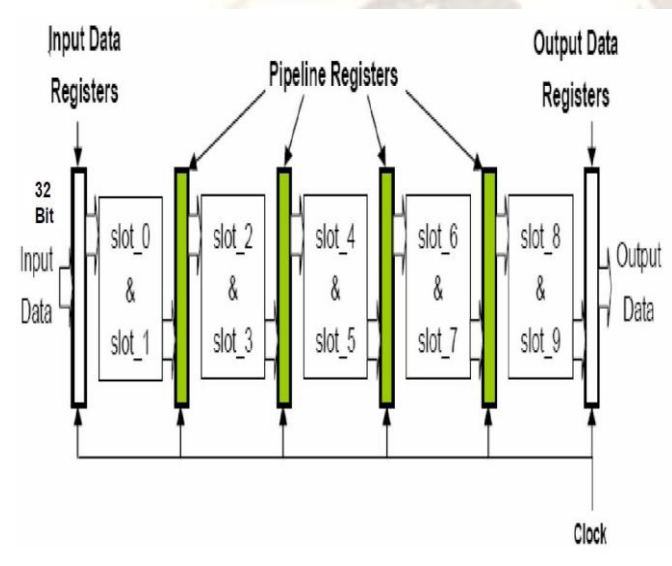 Input Data
Registers
Pipeline Registers
Output Data
Registers
32
Bit
Input
Data
slot_0
&
slot_1
slot_2
&
slot_3
slot_4
&
slot_5
slot_6
&
slot_7
slot_8
&
slot_9
Output
Data
Clock